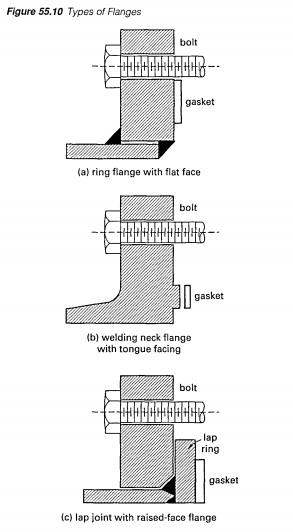 Figure 55.10 Types of Flanges
bolt
gasket
(a) ring flange with flat face
bolt
gasket
(b) welding neck flange
with tongue facing
bolt
lap
ring
gasket
(c) lap joint with raised-face flange